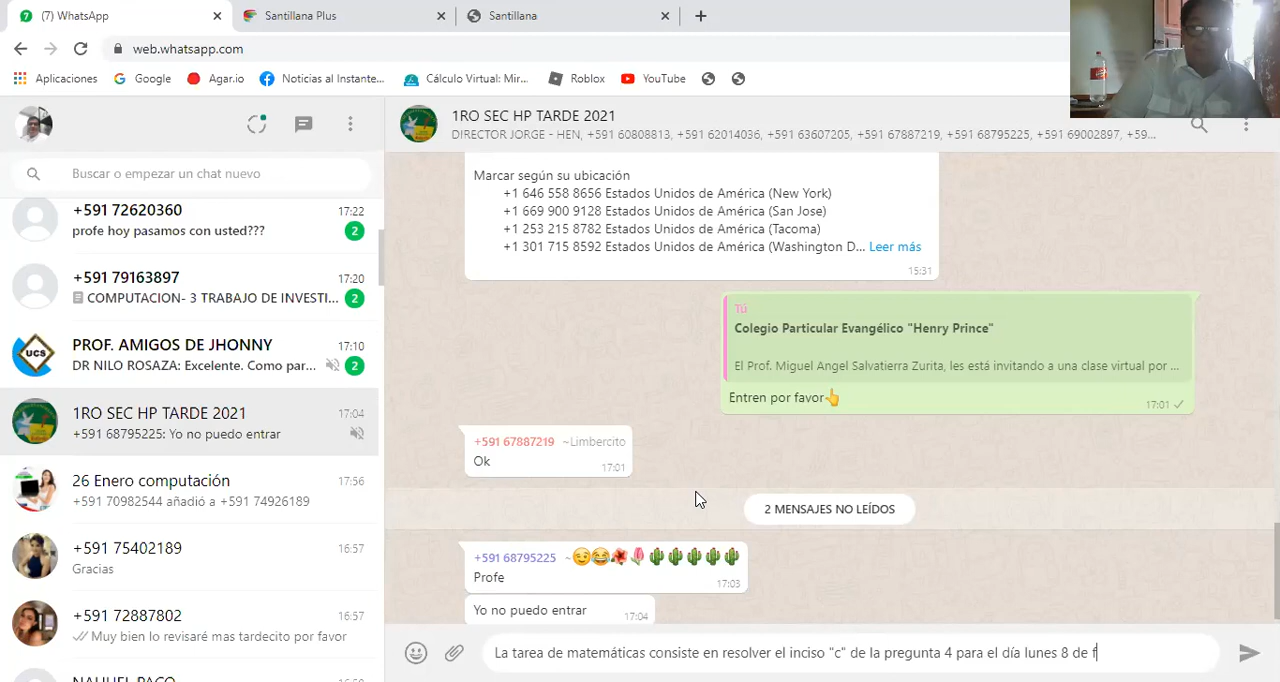 (7) WhatsApp
Santillana Plus
Santillana
web.whatsapp.com
Aplicaciones
Google
Agar.io
Noticias al Instante...
Cálculo Virtual: Mir...
Roblox
YouTube
1RO SEC HP TARDE 2021
DIRECTOR JORGE - HEN, +591 60808813, +591 62014036, +591 63607205, +591 67887219, +591 68795225, +591 69002897, +59...
Buscar o empezar un chat nuevo
+591 72620360 17:22
profe hoy pasamos con usted??? 2
+591 79163897 17:20
COMPUTACION- 3 TRABAJO DE INVESTI... 2
UCS
PROF. AMIGOS DE JHONNY 17:10
DR NILO ROSAZA: Excelente. Como par... 2
1RO SEC HP TARDE 2021 17:04
+591 68795225: Yo no puedo entrar
26 Enero computación 17:56
+591 70982544 añadió a +591 74926189
+591 75402189 16:57
Gracias
+591 72887802 16:57
Muy bien lo revisaré mas tardecito por favor
NAHUEL PACO
Marcar según su ubicación
+1 646 558 8656 Estados Unidos de América (New York)
+1 669 900 9128 Estados Unidos de América (San Jose)
+1 253 215 8782 Estados Unidos de América (Tacoma)
+1 301 715 8592 Estados Unidos de América (Washington D... Leer más
15:31
Tú
Colegio Particular Evangélico "Henry Prince"
El Prof. Miguel Angel Salvatierra Zurita, les está invitando a una clase virtual por ...
Entren por favor👆
17:01
+591 67887219 ~Limbercito
Ok
17:01
2 MENSAJES NO LEÍDOS
+591 68795225 ~😉😂🌺🌷🌵🌵🌵🌵🌵
Profe
17:03
Yo no puedo entrar
17:04
La tarea de matemáticas consiste en resolver el inciso "c" de la pregunta 4 para el día lunes 8 de f